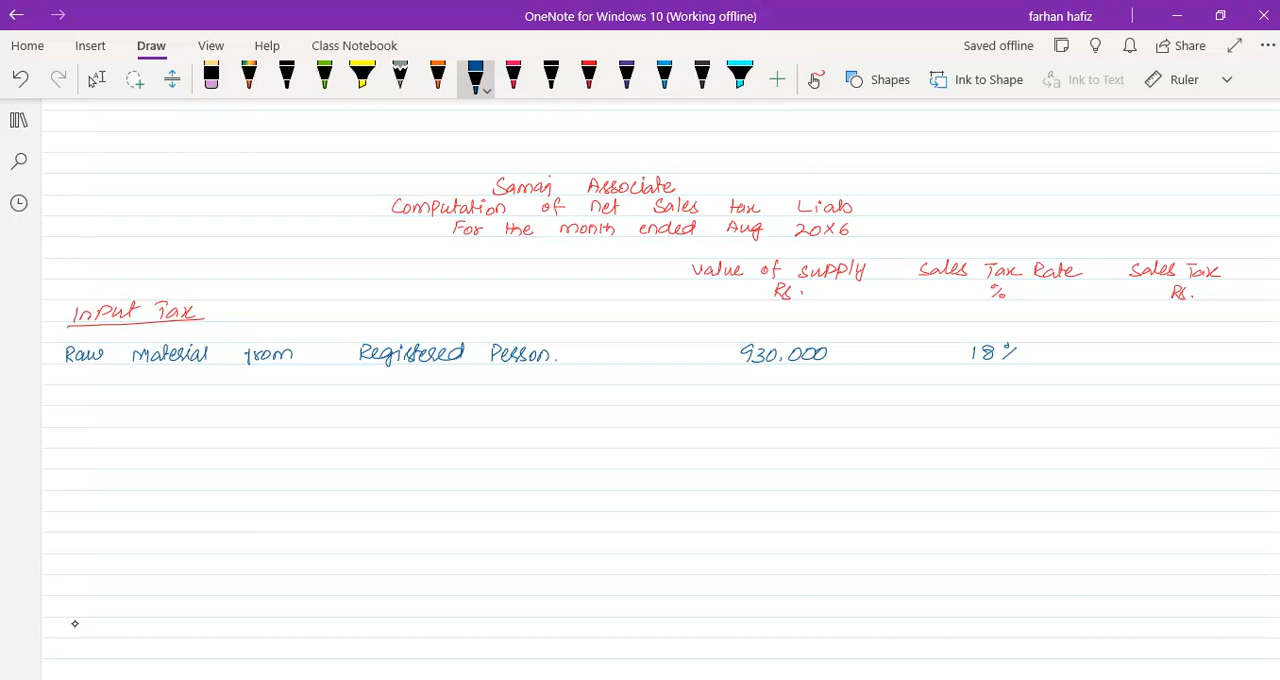 OneNote for Windows 10 (Working offline)
farhan hafiz
Home Insert Draw View Help Class Notebook
Saved offline Share
Shapes Ink to Shape Ink to Text Ruler
Samaj Associate
Computation of net Sales tax Liab
For the month ended Aug 20X6
Value of Supply Sales Tax Rate Sales Tax
Rs. % Rs.
Input Tax
Raw Material from Registered Person. 930,000 18%